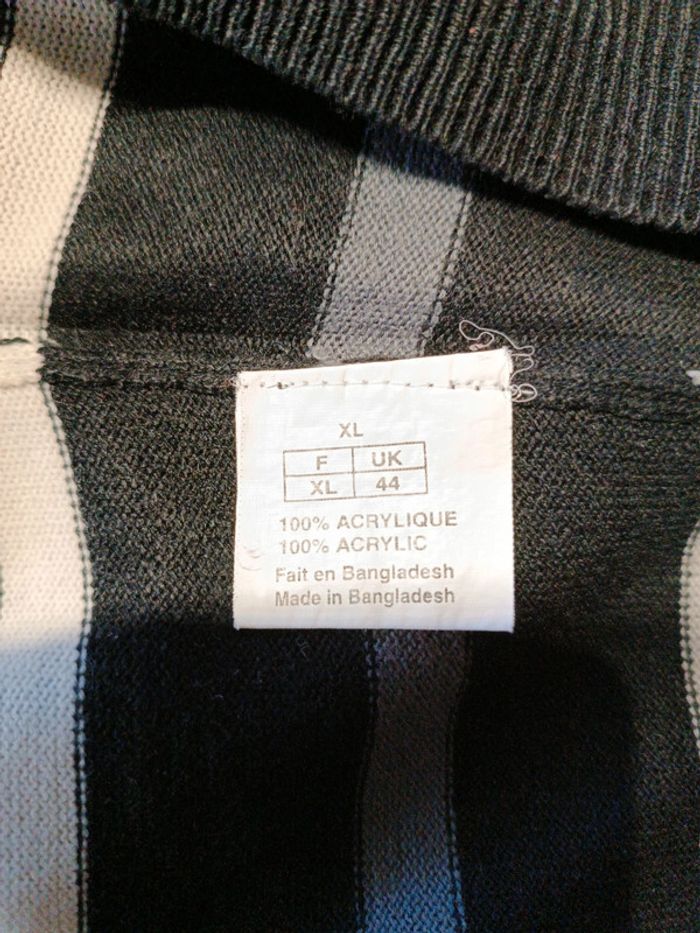 XL
F UK
XL 44
100% ACRYLIQUE
100% ACRYLIC
Fait en Bangladesh
Made in Bangladesh